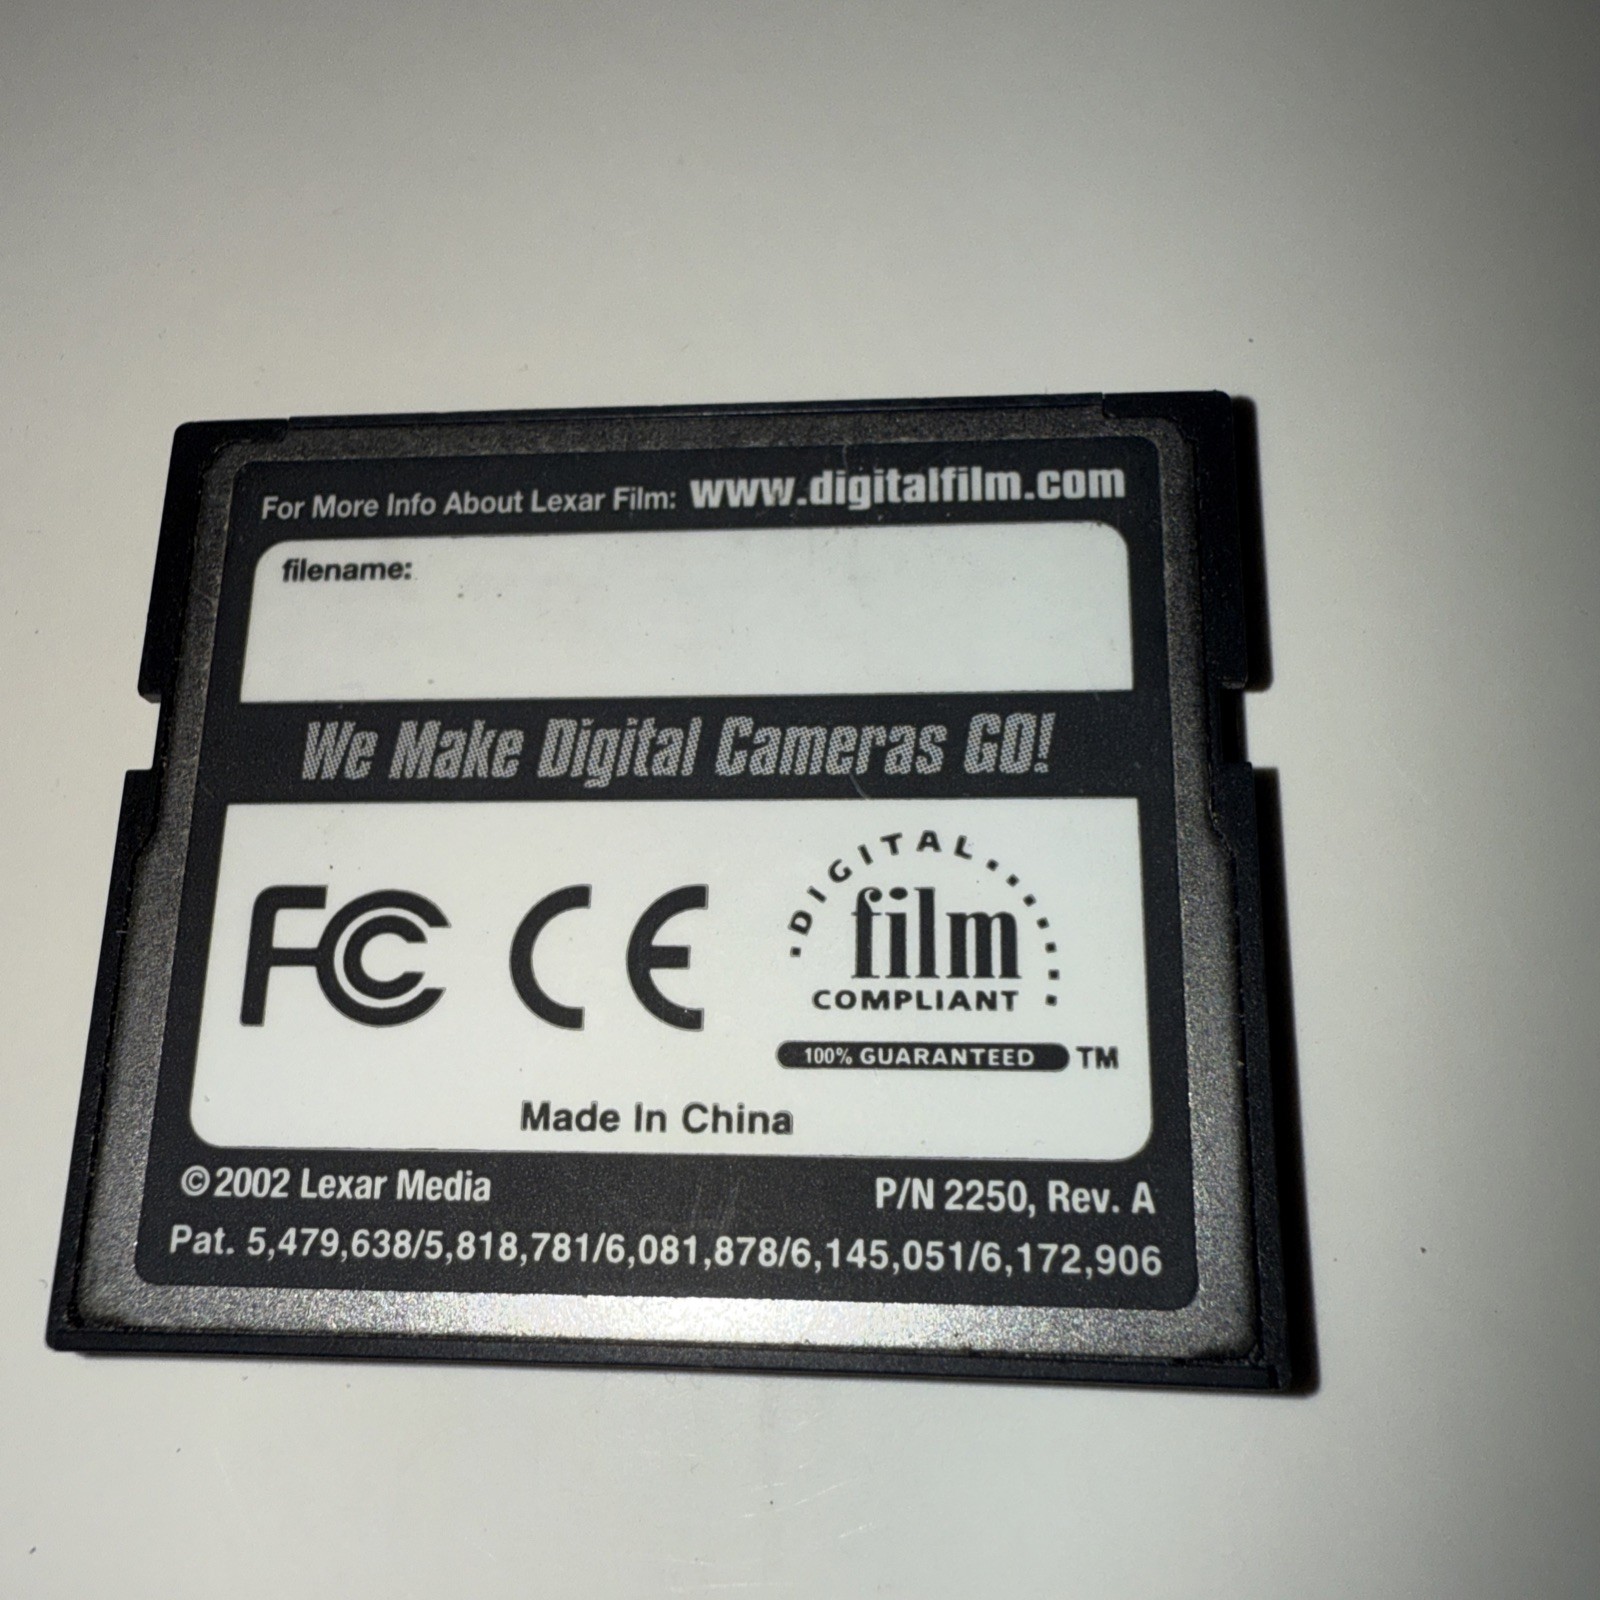 For More Info About Lexar Film: www.digitalfilm.com
filename:
We Make Digital Cameras GO!
FC CE
DIGITAL
film
COMPLIANT
100% GUARANTEED TM
Made In China
©2002 Lexar Media P/N 2250, Rev. A
Pat. 5,479,638/5,818,781/6,081,878/6,145,051/6,172,906